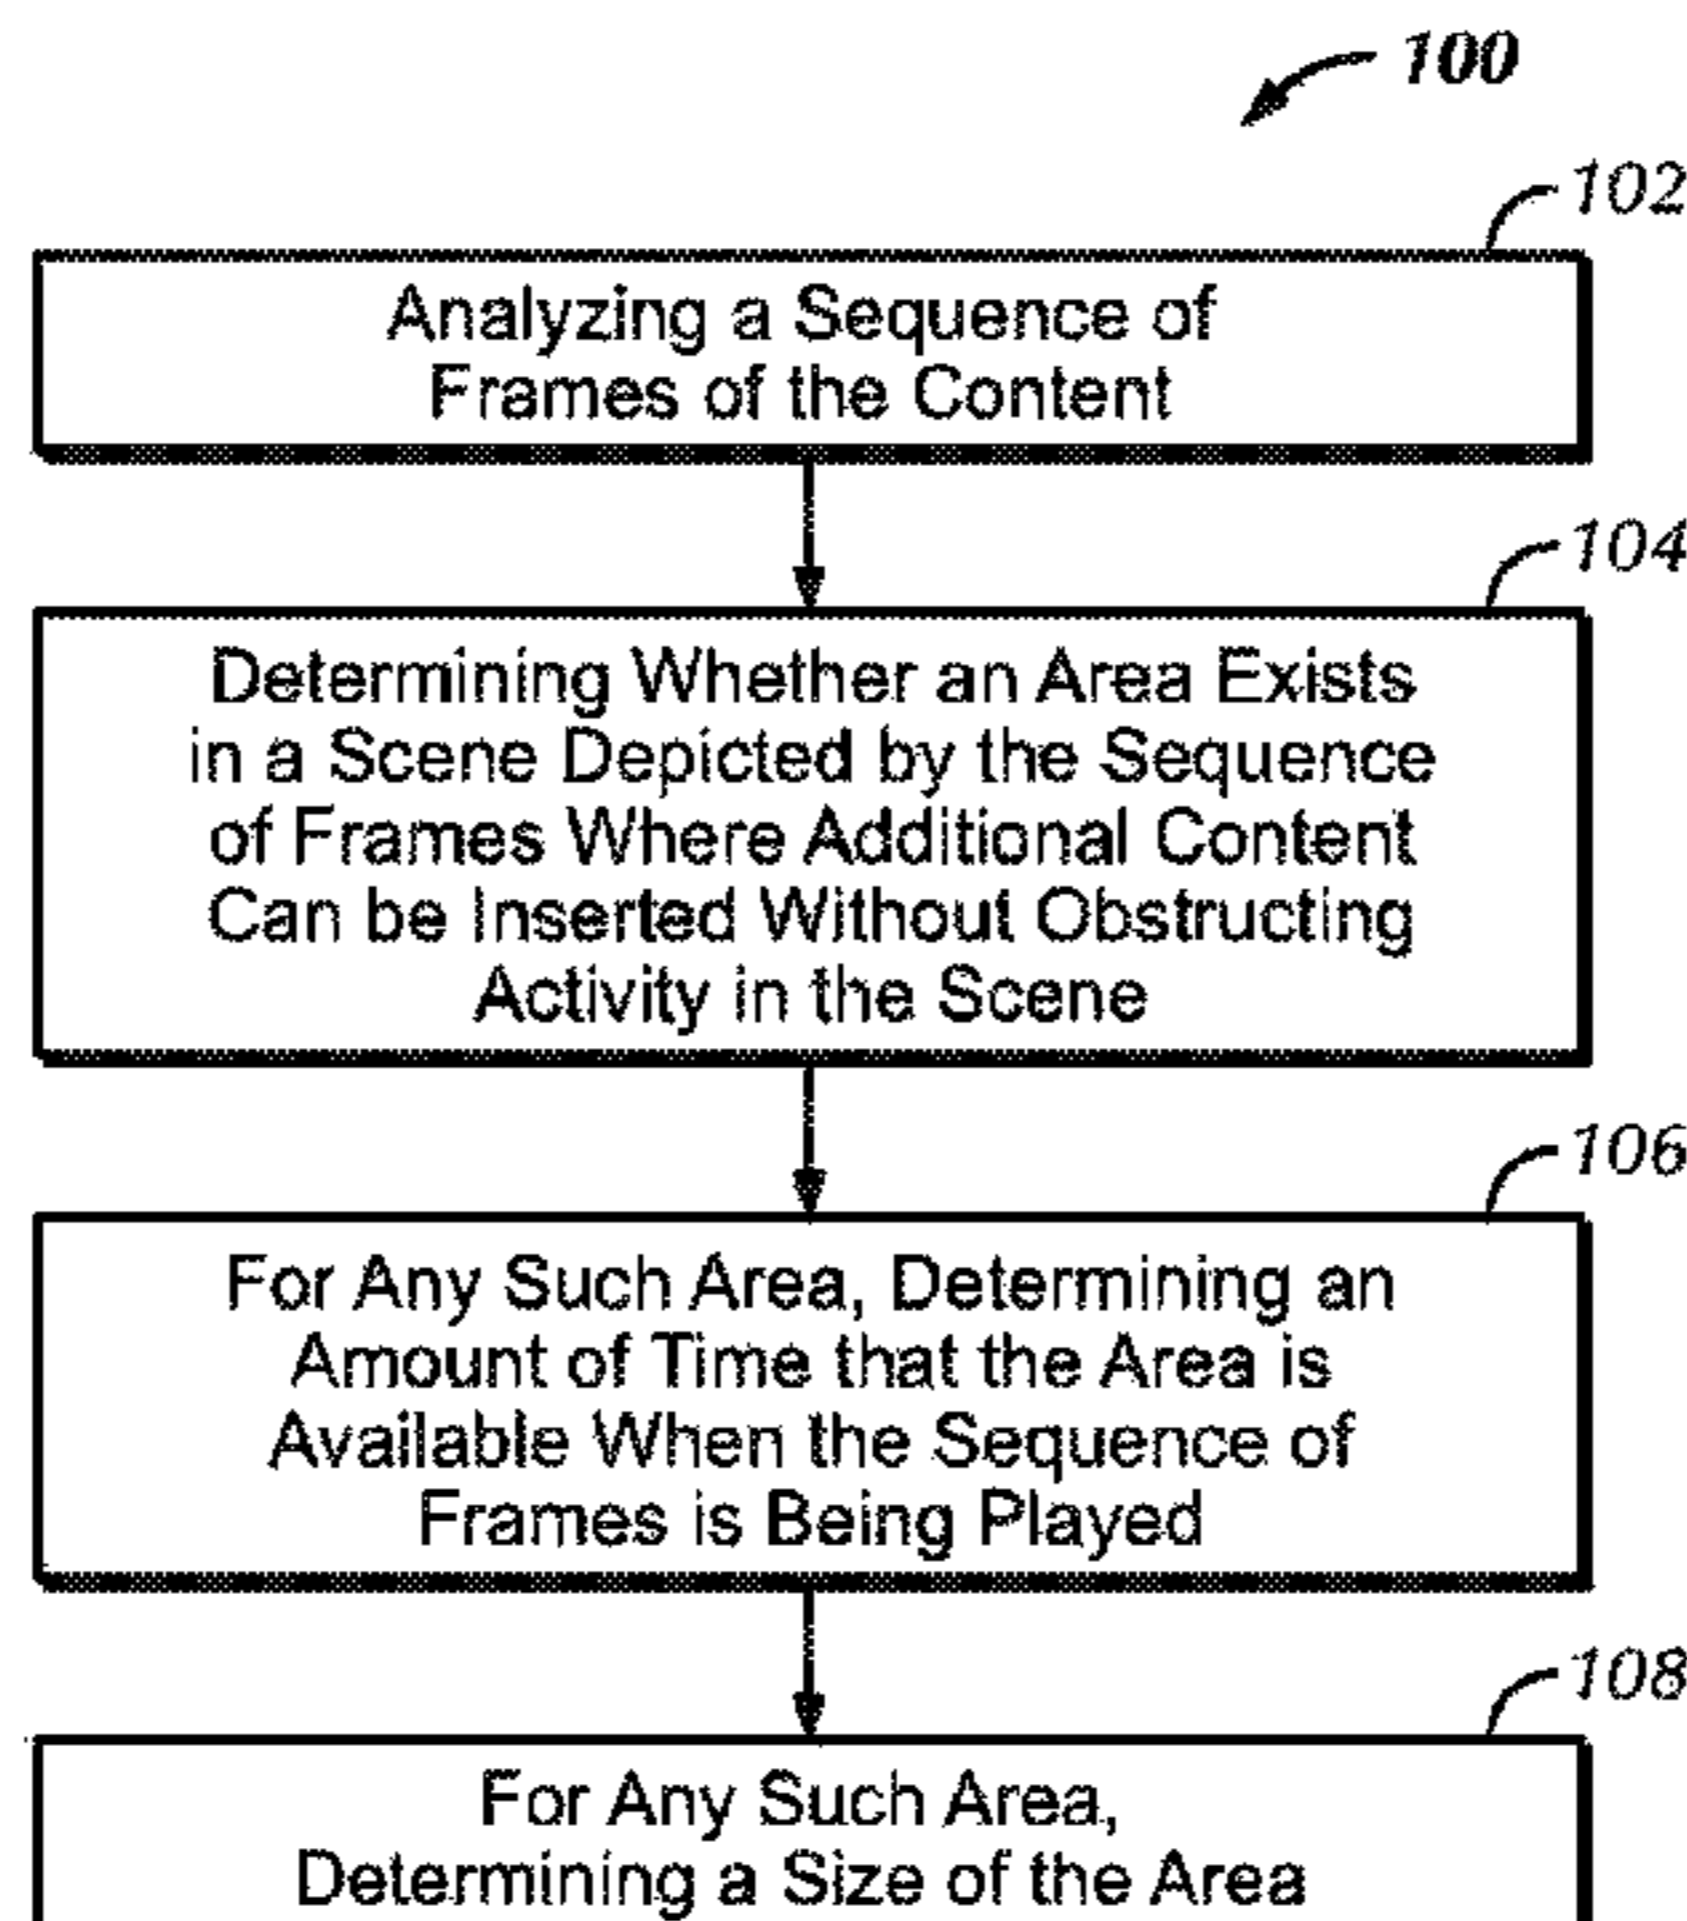 100
102
Analyzing a Sequence of
Frames of the Content
104
Determining Whether an Area Exists
in a Scene Depicted by the Sequence
of Frames Where Additional Content
Can be Inserted Without Obstructing
Activity in the Scene
106
For Any Such Area, Determining an
Amount of Time that the Area is
Available When the Sequence of
Frames is Being Played
108
For Any Such Area,
Determining a Size of the Area